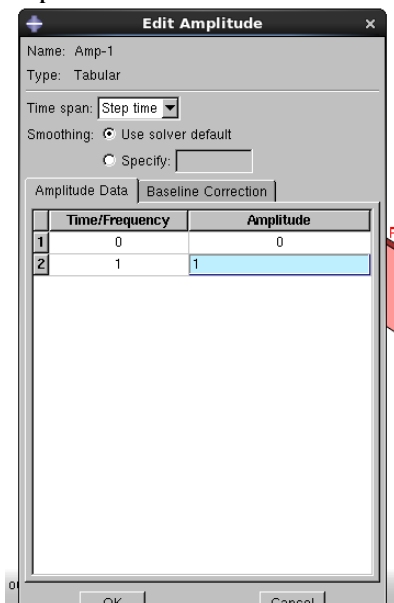 Edit Amplitude
Name: Amp-1
Type: Tabular
Time span: Step time
Smoothing: Use solver default
Specify:
Amplitude Data Baseline Correction
Time/Frequency Amplitude
1 0 0
2 1 1
OK Cancel